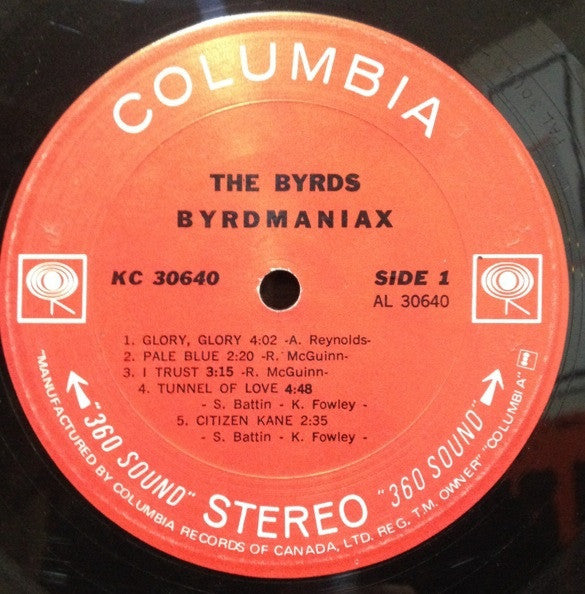 COLUMBIA
THE BYRDS
BYRDMANIAX
KC 30640
SIDE 1
AL 30640
1. GLORY, GLORY 4:02 -A. Reynolds-
2. PALE BLUE 2:20 -R. McGuinn-
3. I TRUST 3:15 -R. McGuinn-
4. TUNNEL OF LOVE 4:48
- S. Battin - K. Fowley -
5. CITIZEN KANE 2:35
- S. Battin - K. Fowley -
"360 SOUND" STEREO "360 SOUND"
"MANUFACTURED BY COLUMBIA RECORDS OF CANADA, LTD. REG. T.M. OWNER" "COLUMBIA"
AL 30